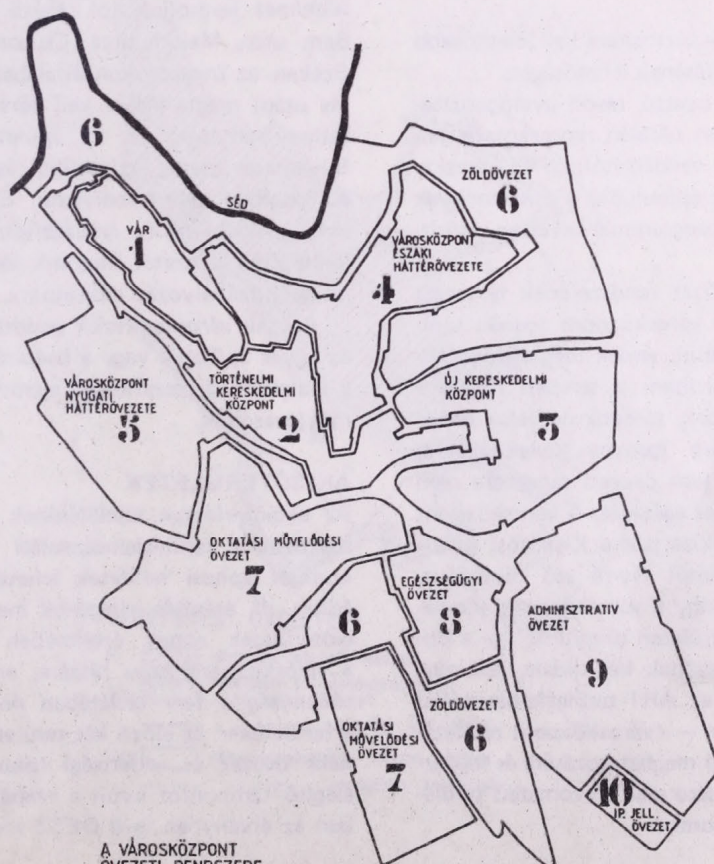 6
SÉD
ZÖLDÖVEZET
6
VÁR
1
VÁROSKÖZPONT
ÉSZAKI
HÁTTÉRÖVEZETE
4
VÁROSKÖZPONT
NYUGATI
HÁTTÉRÖVEZETE
5
TÖRTÉNELMI
KERESKEDELMI
KÖZPONT
2
ÚJ KERESKEDELMI
KÖZPONT
3
OKTATÁSI MŰVELŐDÉSI
ÖVEZET
7
6
EGÉSZSÉGÜGYI
ÖVEZET
8
ADMINISZTRATÍV
ÖVEZET
9
OKTATÁSI
MŰVELŐDÉSI
ÖVEZET
7
ZÖLDÖVEZET
6
10
IP. JELL.
ÖVEZET
A VÁROSKÖZPONT
ÖVEZETI RENDSZERE